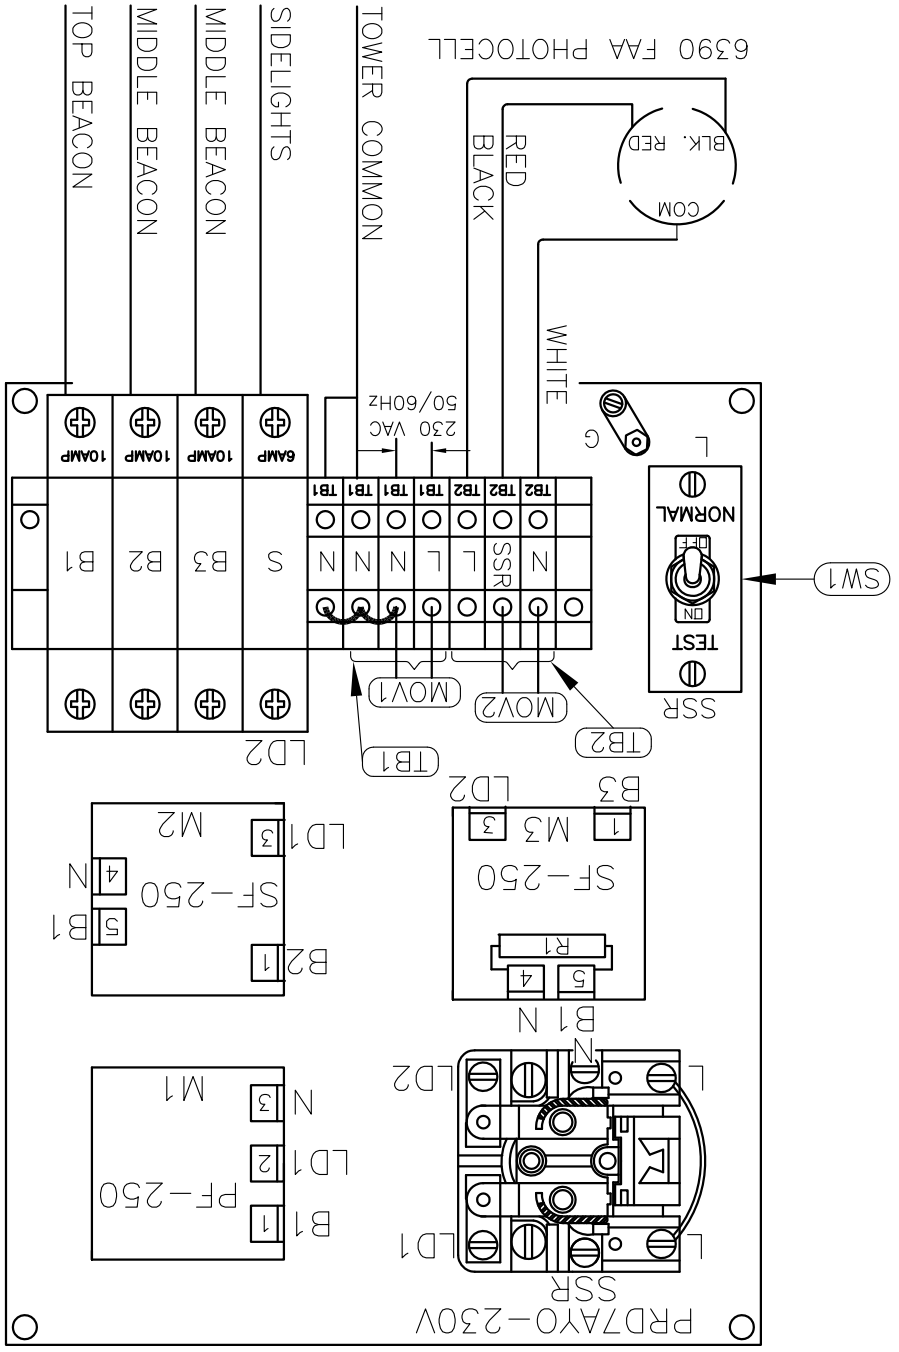 PRD7AYO-230V
SSR
L
LD1
L
LD2
N
B1
PF-250
1
B1
2
LD1
3
N
M1
B1 N
5
4
R1
SF-250
M3
1
3
B3
LD2
B2
1
SF-250
5
B1
4
N
LD1
3
M2
TB2
TB1
LD2
MOV2
MOV1
SSR
TEST
ON
OFF
NORMAL
L
SW1
G
N
SSR
L
L
N
N
N
S
B3
B2
B1
TB2
TB2
TB2
TB1
TB1
TB1
TB1
6AMP
10AMP
10AMP
10AMP
230 VAC
50/60Hz
WHITE
RED
BLACK
COM
BLK.
RED
6390 FAA PHOTOCELL
TOWER COMMON
SIDELIGHTS
MIDDLE BEACON
MIDDLE BEACON
TOP BEACON